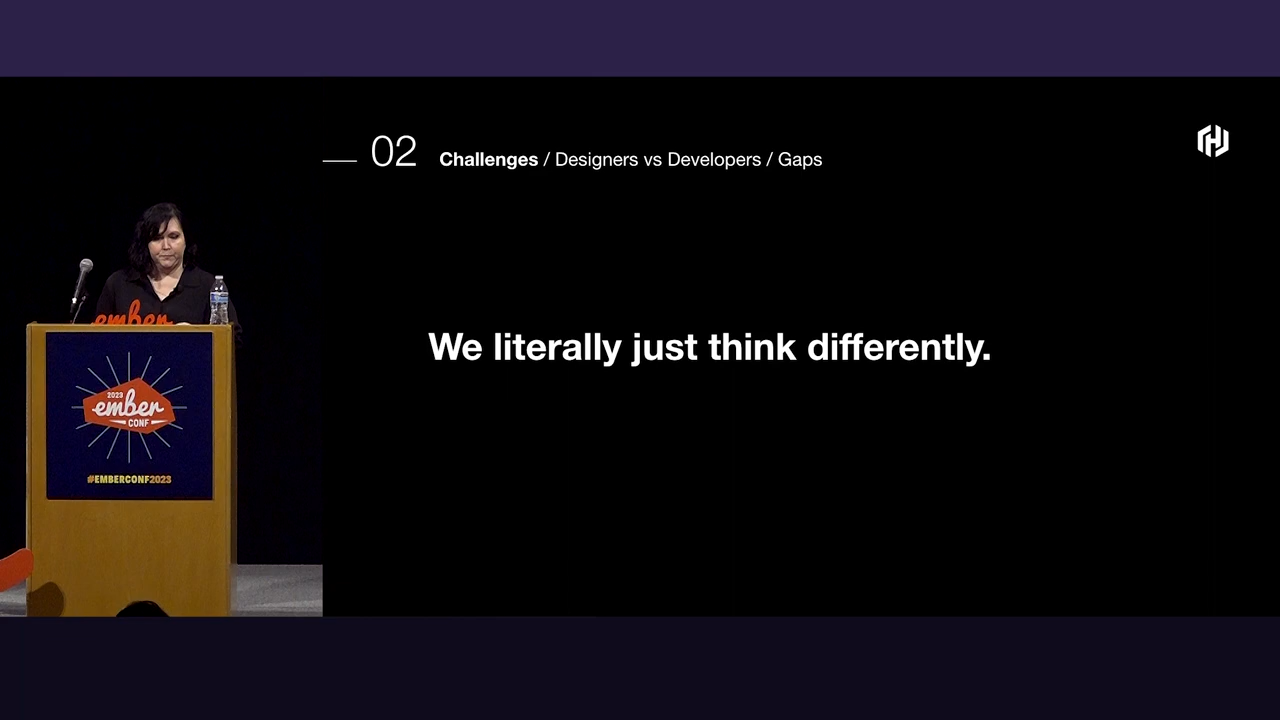 02 Challenges / Designers vs Developers / Gaps
We literally just think differently.
ember
2023
ember
CONF
#EMBERCONF2023